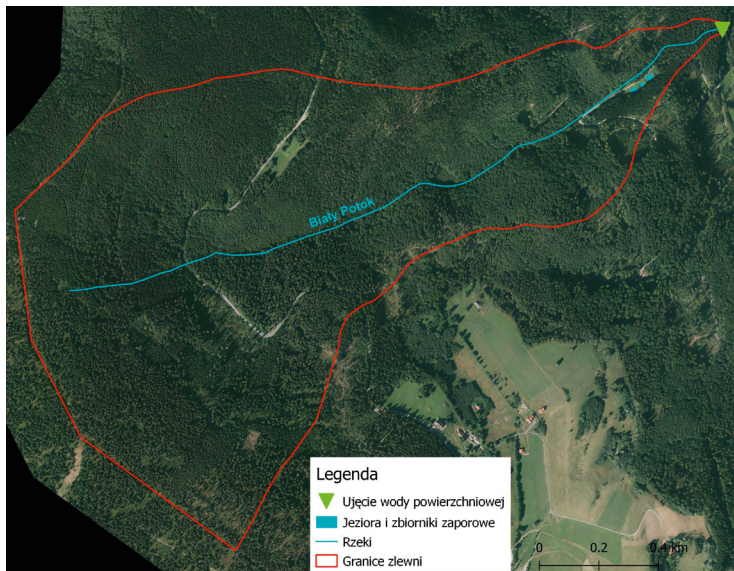 Biały Potok
Legenda
Ujęcie wody powierzchniowej
Jeziora i zbiorniki zaporowe
Rzeki
Granice zlewni
0 0.2 0.4 km